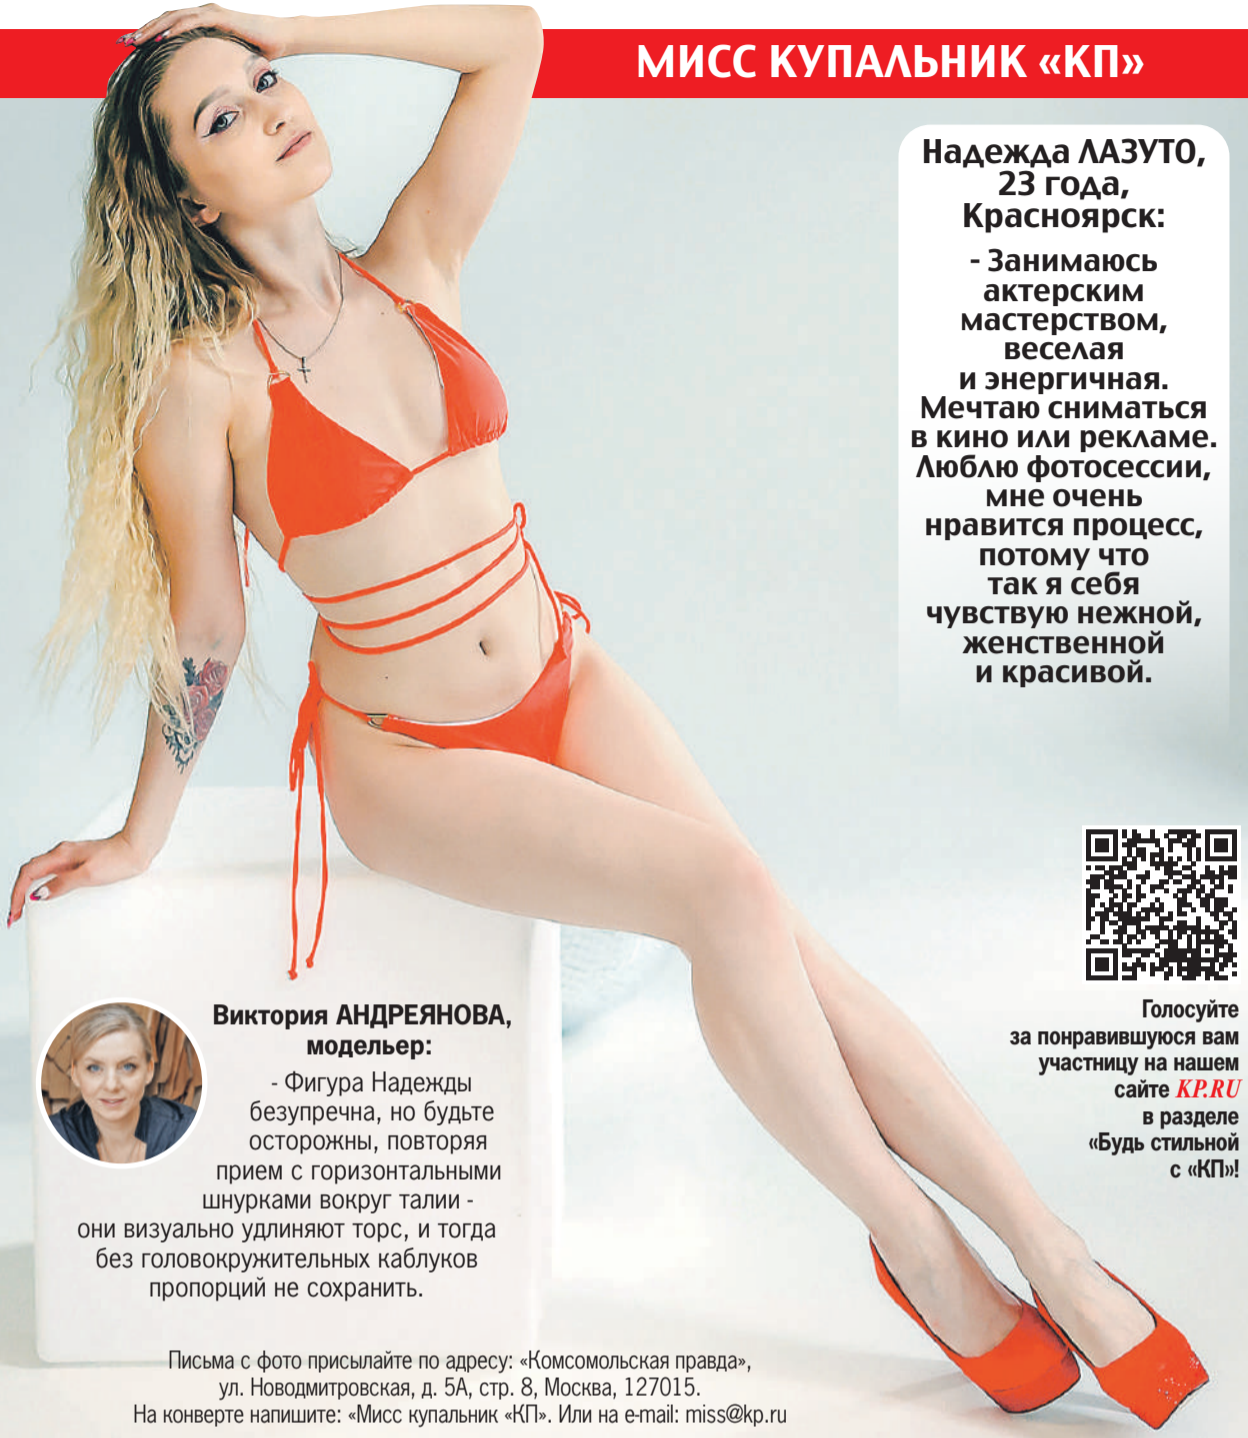 МИСС КУПАЛЬНИК «КП»
Надежда ЛАЗУТО,
23 года,
Красноярск:
- Занимаюсь
актерским
мастерством,
веселая
и энергичная.
Мечтаю сниматься
в кино или рекламе.
Люблю фотосессии,
мне очень
нравится процесс,
потому что
так я себя
чувствую нежной,
женственной
и красивой.
Голосуйте
за понравившуюся вам
участницу на нашем
сайте KP.RU
в разделе
«Будь стильной
с «КП»!
Виктория АНДРЕЯНОВА,
модельер:
- Фигура Надежды
безупречна, но будьте
осторожны, повторяя
прием с горизонтальными
шнурками вокруг талии -
они визуально удлиняют торс, и тогда
без головокружительных каблуков
пропорций не сохранить.
Письма с фото присылайте по адресу: «Комсомольская правда»,
ул. Новодмитровская, д. 5А, стр. 8, Москва, 127015.
На конверте напишите: «Мисс купальник «КП». Или на e-mail: miss@kp.ru